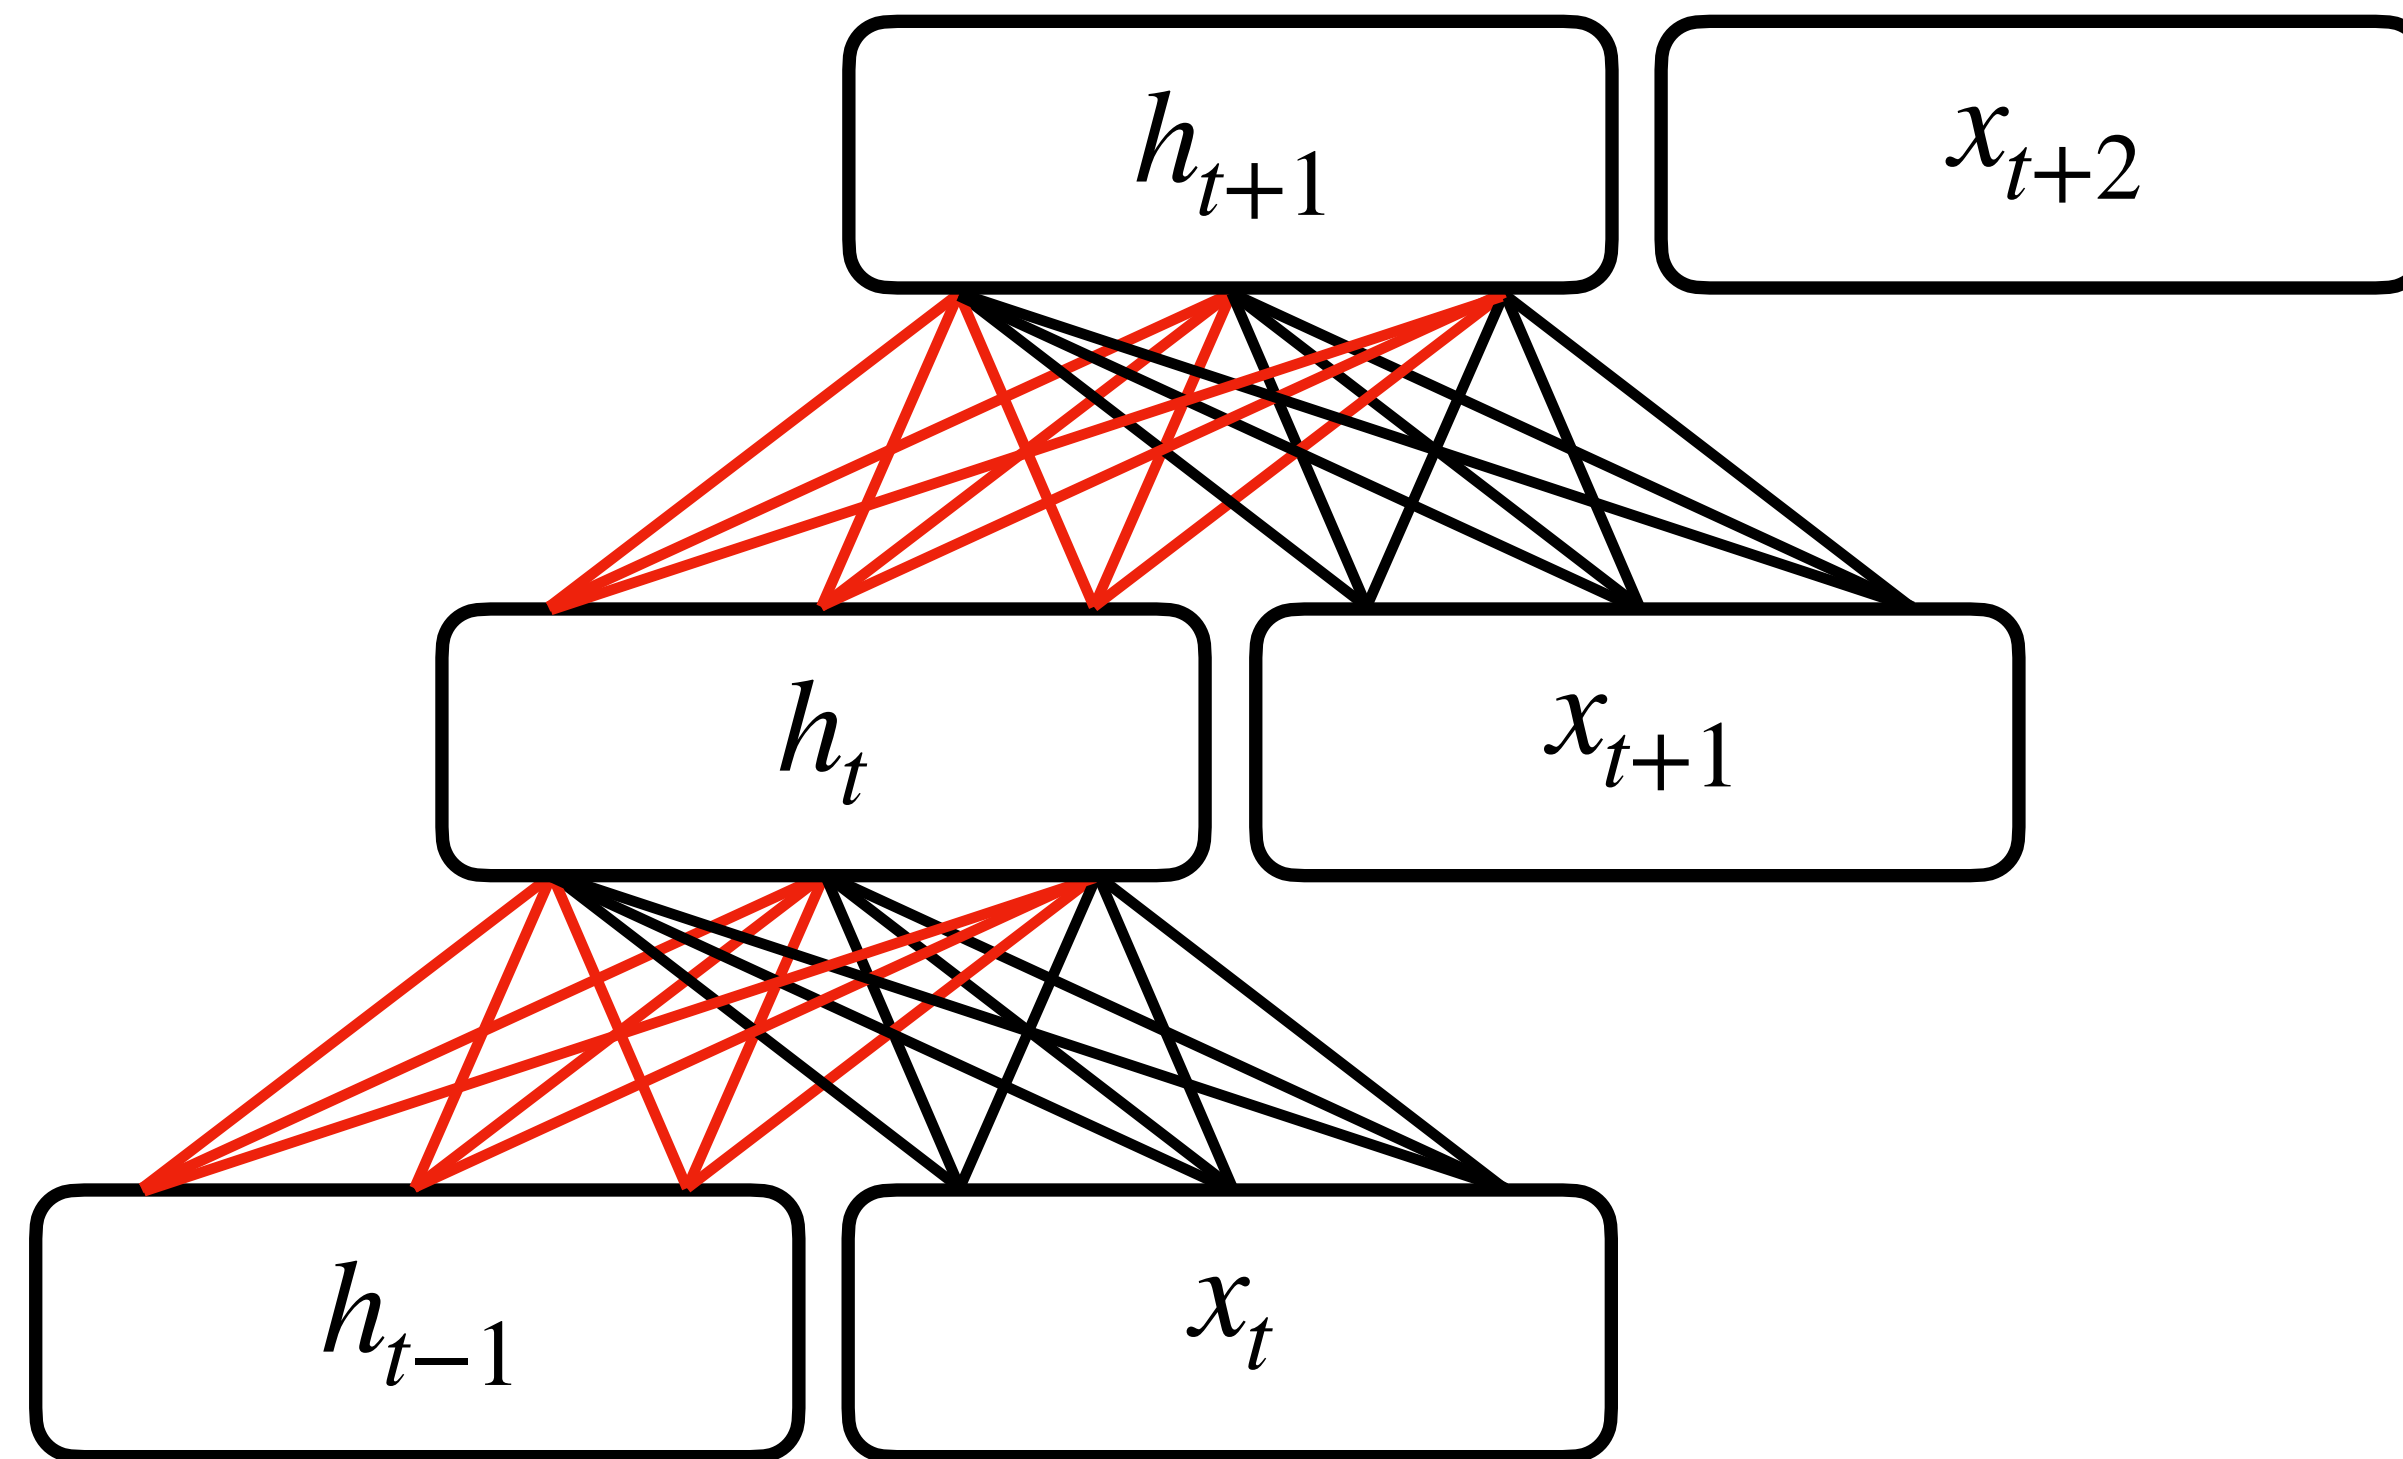 h_{t+1} x_{t+2}
h_t x_{t+1}
h_{t−1} x_t